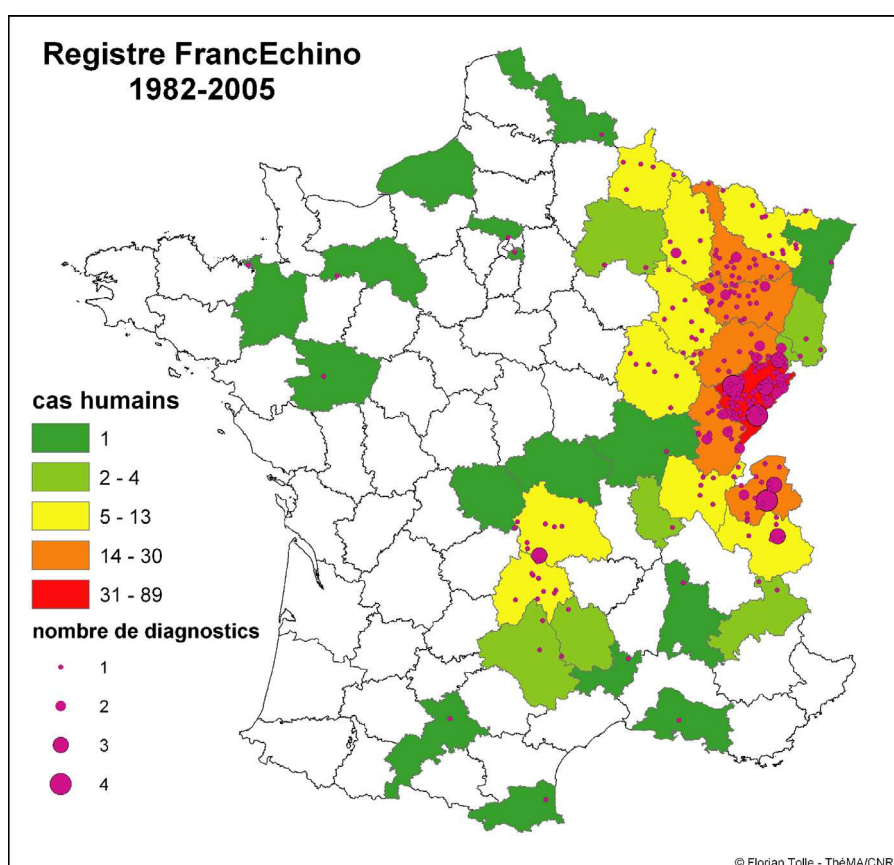 Registre FrancEchino
1982-2005
cas humains
1
2 - 4
5 - 13
14 - 30
31 - 89
nombre de diagnostics
1
2
3
4
© Florian Tolle - ThéMA/CNR